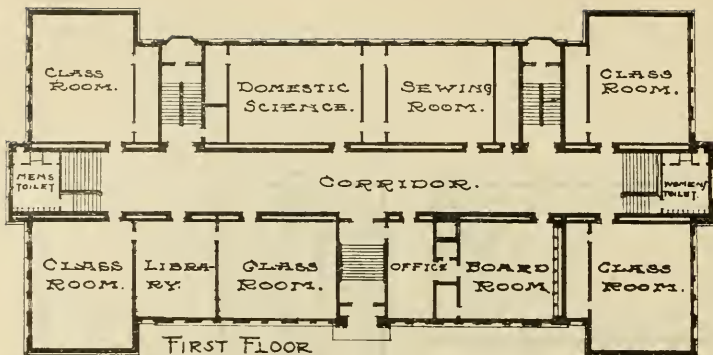 CLASS
ROOM.
DOMESTIC
SCIENCE.
SEWING
ROOM.
CLASS
ROOM.
MENS
TOILET
CORRIDOR.
WOMENS
TOILET.
CLASS
ROOM.
LIBRA-
RY.
CLASS
ROOM.
OFFICE
BOARD
ROOM
CLASS
ROOM.
FIRST FLOOR